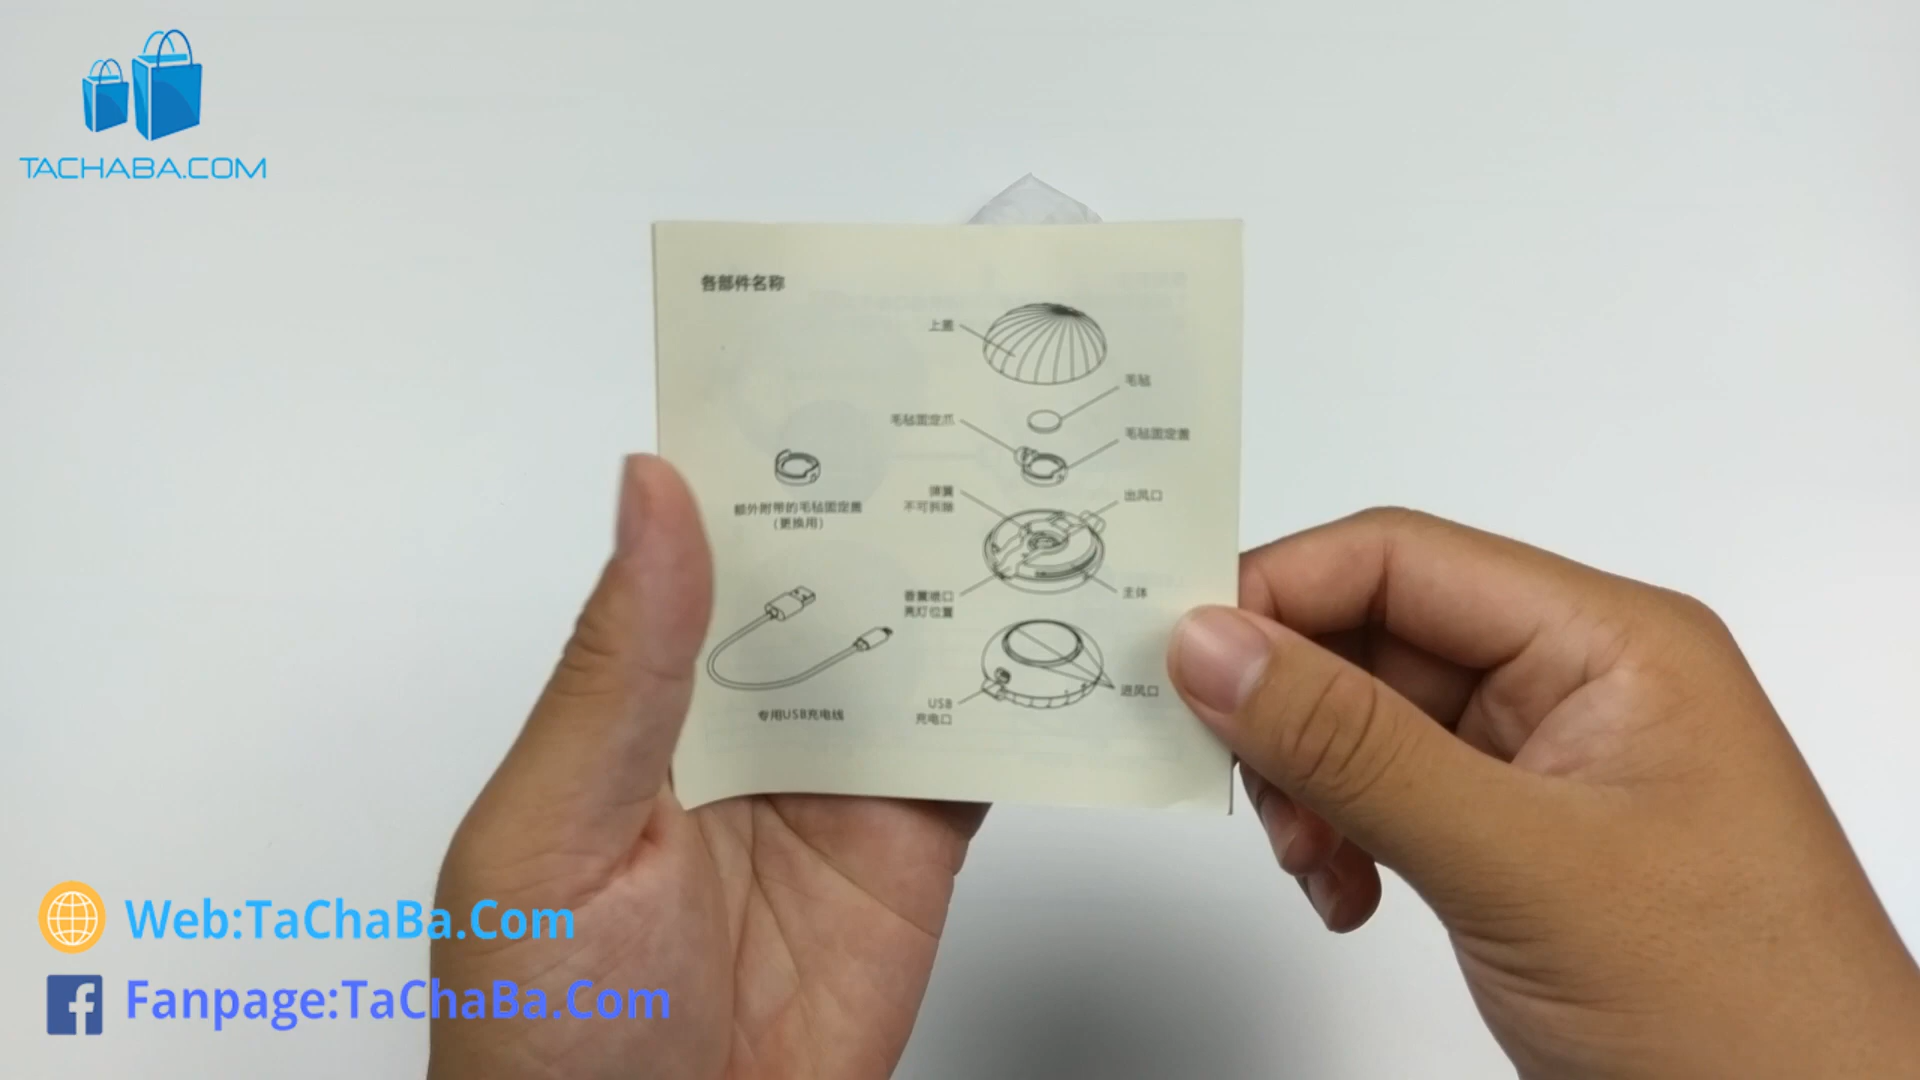 TACHABA.COM
各部件名称
上盖
毛毡
毛毡固定爪
毛毡固定盖
弹簧
不可拆卸
出风口
额外附带的毛毡固定盖
(更换用)
香薰喷口
亮灯位置
主体
USB
充电口
进风口
专用USB充电线
Web:TaChaBa.Com
Fanpage:TaChaBa.Com